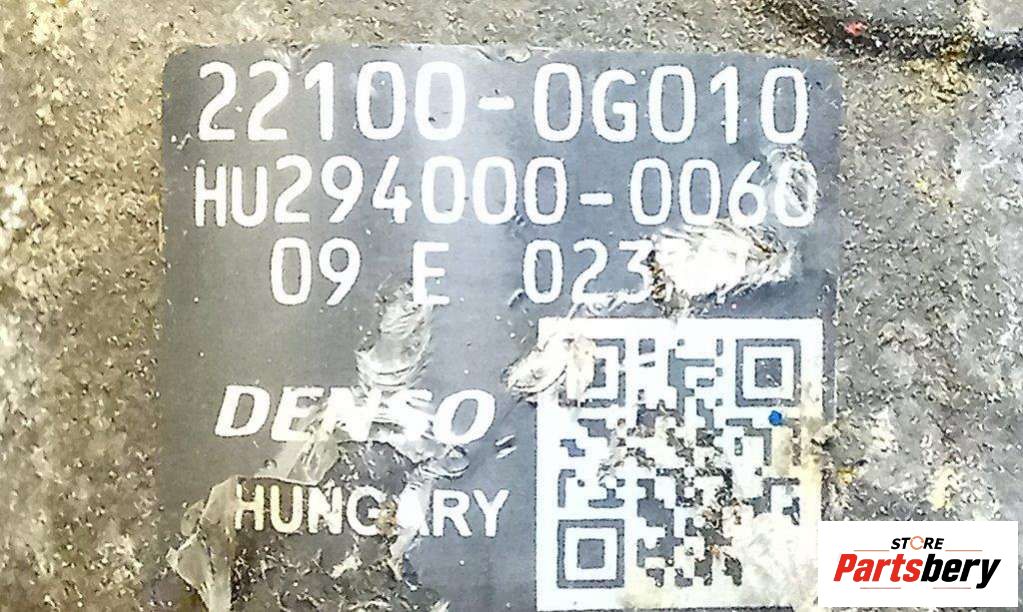 22100-0G010
HU294000-0060
09 E
DENSO
HUNGARY
STORE
Partsbery